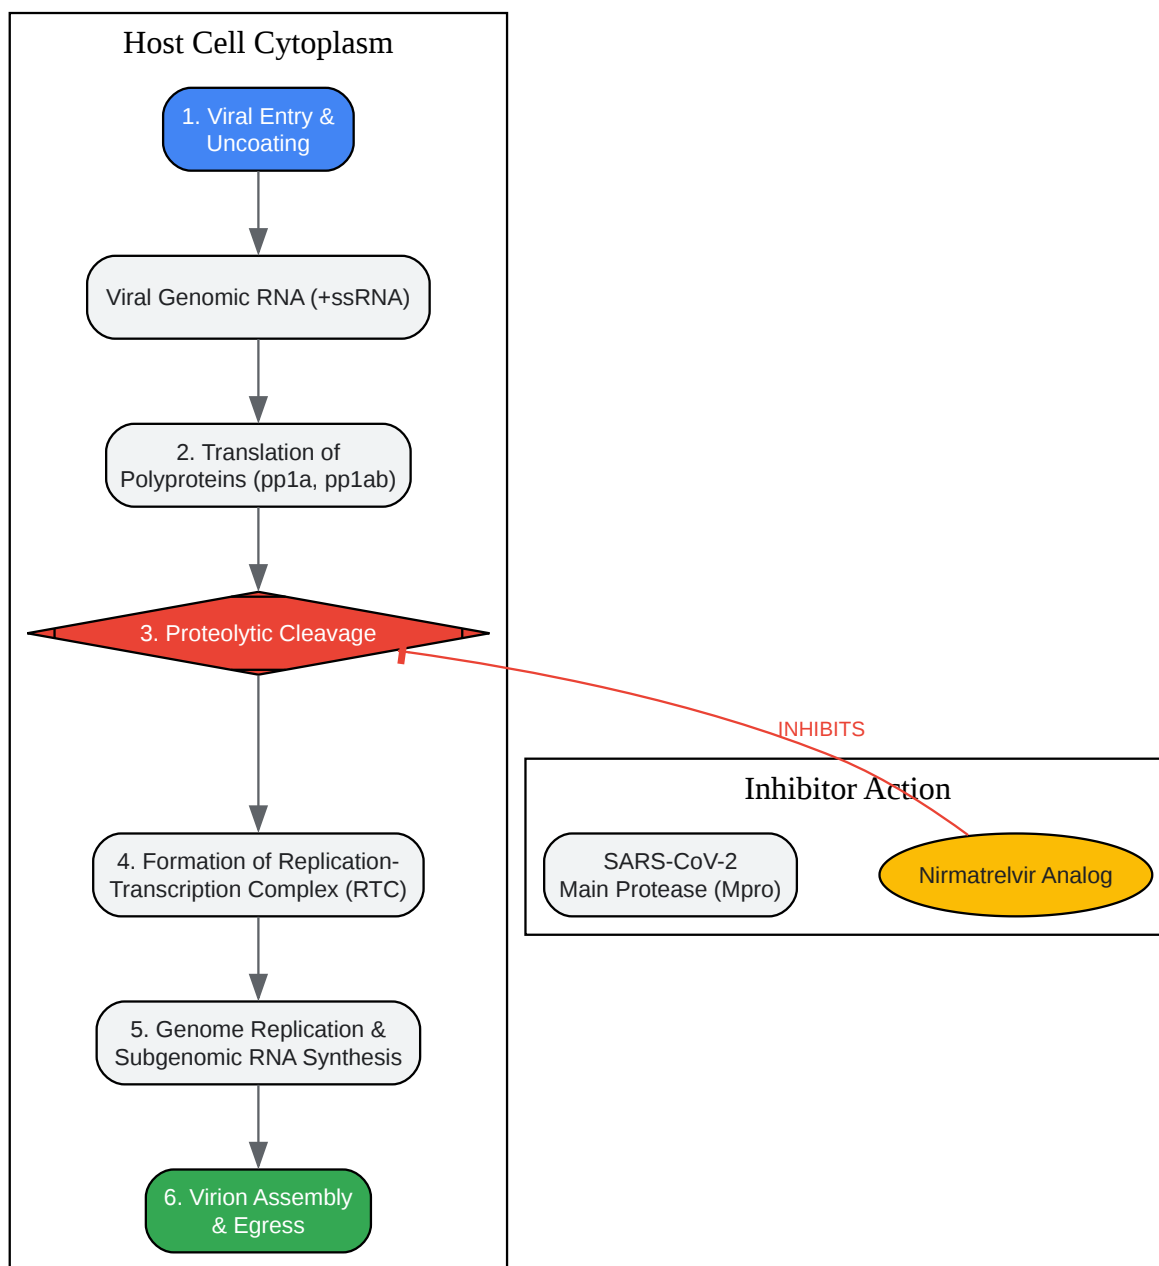 Host Cell Cytoplasm
1. Viral Entry &
Uncoating
Viral Genomic RNA (+ssRNA)
2. Translation of
Polyproteins (pp1a, pp1ab)
3. Proteolytic Cleavage
INHIBITS
Inhibitor Action
SARS-CoV-2
Main Protease (Mpro)
Nirmatrelvir Analog
4. Formation of Replication-
Transcription Complex (RTC)
5. Genome Replication &
Subgenomic RNA Synthesis
6. Virion Assembly
& Egress